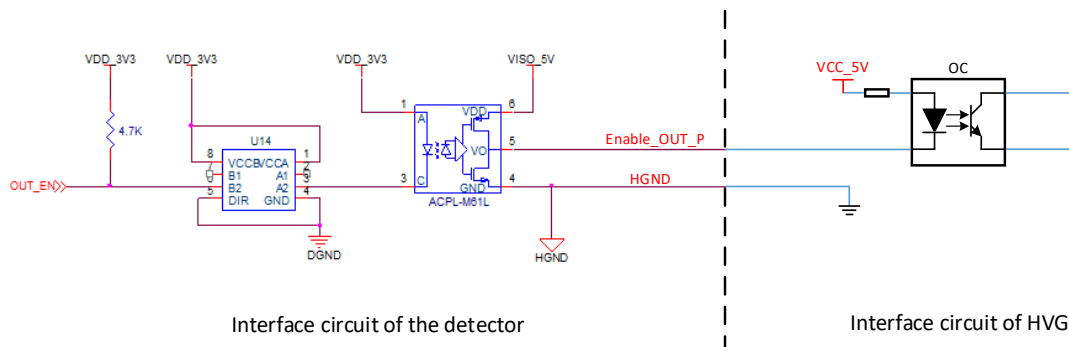 VDD_3V3
VDD_3V3
VDD_3V3
VISO_5V
VCC_5V
OC
4.7K
U14
1
A
VDD
6
8
VCCB
VCCA
1
B1
A1
2
VO
5
Enable_OUT_P
OUT_EN
B2
A2
3
3
C
GND
4
HGND
5
DIR
GND
4
ACPL-M61L
DGND
HGND
Interface circuit of the detector
Interface circuit of HVG